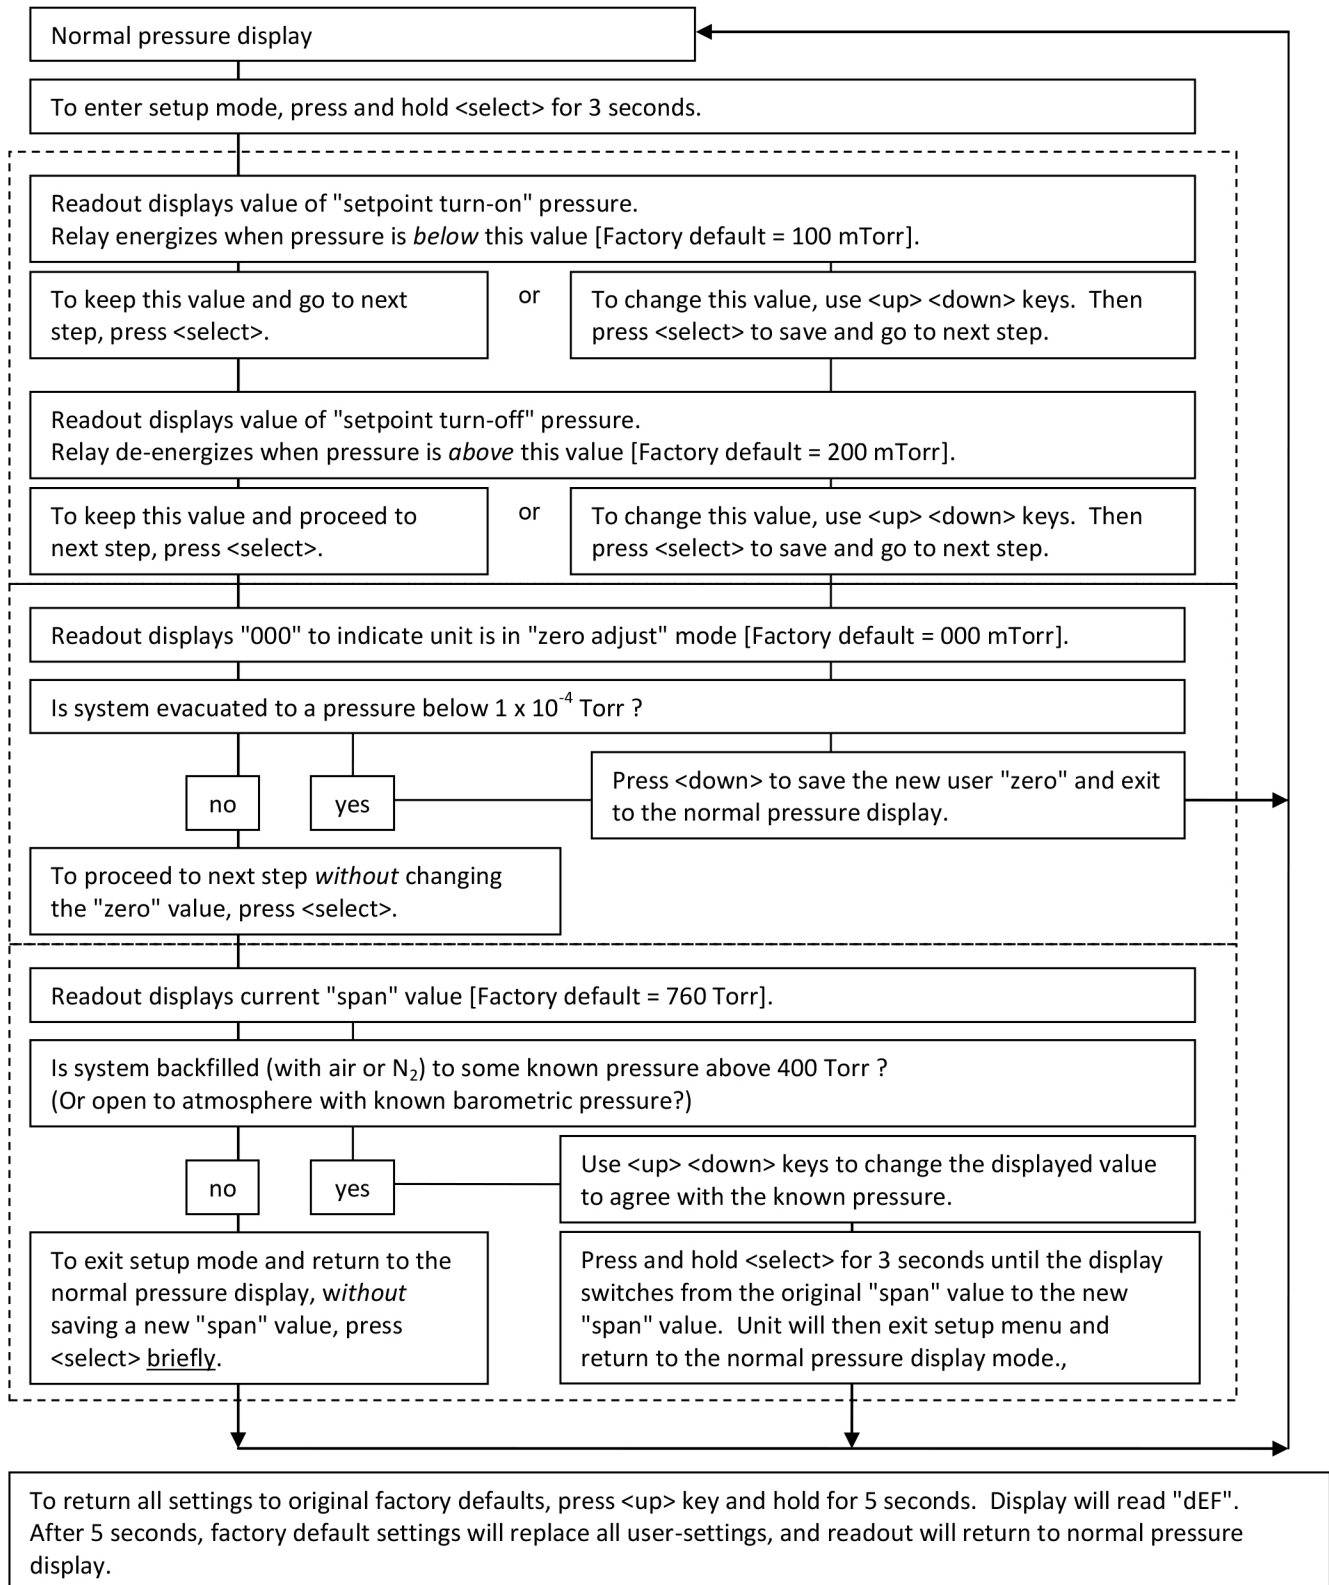 Normal pressure display
To enter setup mode, press and hold <select> for 3 seconds.
Readout displays value of "setpoint turn-on" pressure.
Relay energizes when pressure is below this value [Factory default = 100 mTorr].
To keep this value and go to next
step, press <select>.
or
To change this value, use <up> <down> keys.  Then
press <select> to save and go to next step.
Readout displays value of "setpoint turn-off" pressure.
Relay de-energizes when pressure is above this value [Factory default = 200 mTorr].
To keep this value and proceed to
next step, press <select>.
or
To change this value, use <up> <down> keys.  Then
press <select> to save and go to next step.
Readout displays "000" to indicate unit is in "zero adjust" mode [Factory default = 000 mTorr].
Is system evacuated to a pressure below 1 x 10⁻⁴ Torr ?
no
yes
Press <down> to save the new user "zero" and exit
to the normal pressure display.
To proceed to next step without changing
the "zero" value, press <select>.
Readout displays current "span" value [Factory default = 760 Torr].
Is system backfilled (with air or N₂) to some known pressure above 400 Torr ?
(Or open to atmosphere with known barometric pressure?)
no
yes
Use <up> <down> keys to change the displayed value
to agree with the known pressure.
To exit setup mode and return to the
normal pressure display, without
saving a new "span" value, press
<select> briefly.
Press and hold <select> for 3 seconds until the display
switches from the original "span" value to the new
"span" value.  Unit will then exit setup menu and
return to the normal pressure display mode.,
To return all settings to original factory defaults, press <up> key and hold for 5 seconds.  Display will read "dEF".
After 5 seconds, factory default settings will replace all user-settings, and readout will return to normal pressure
display.